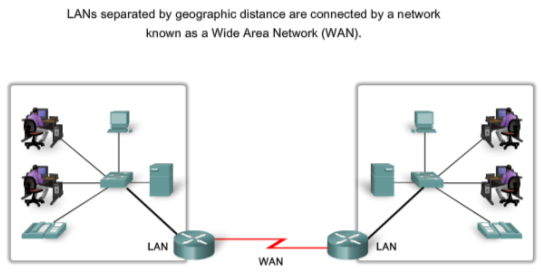 LANs separated by geographic distance are connected by a network
known as a Wide Area Network (WAN).
LAN
WAN
LAN